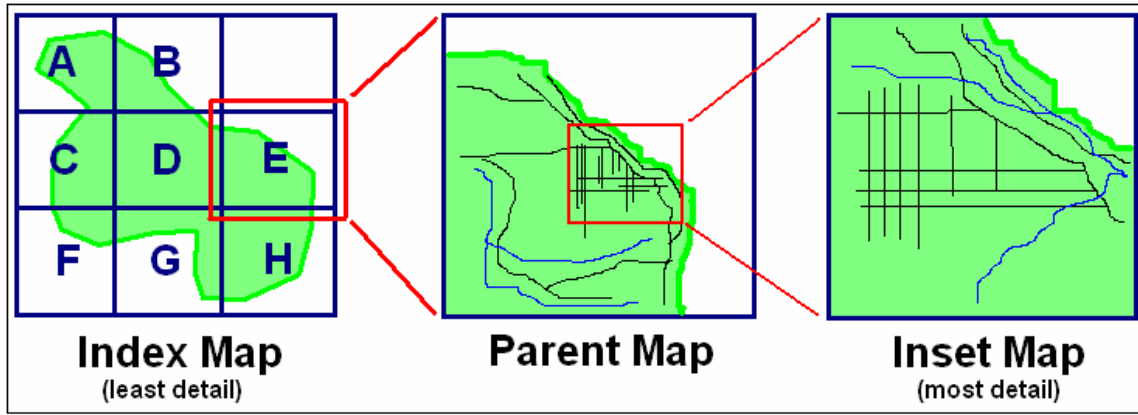 A B
C D E
F G H
Index Map
(least detail)
Parent Map
Inset Map
(most detail)